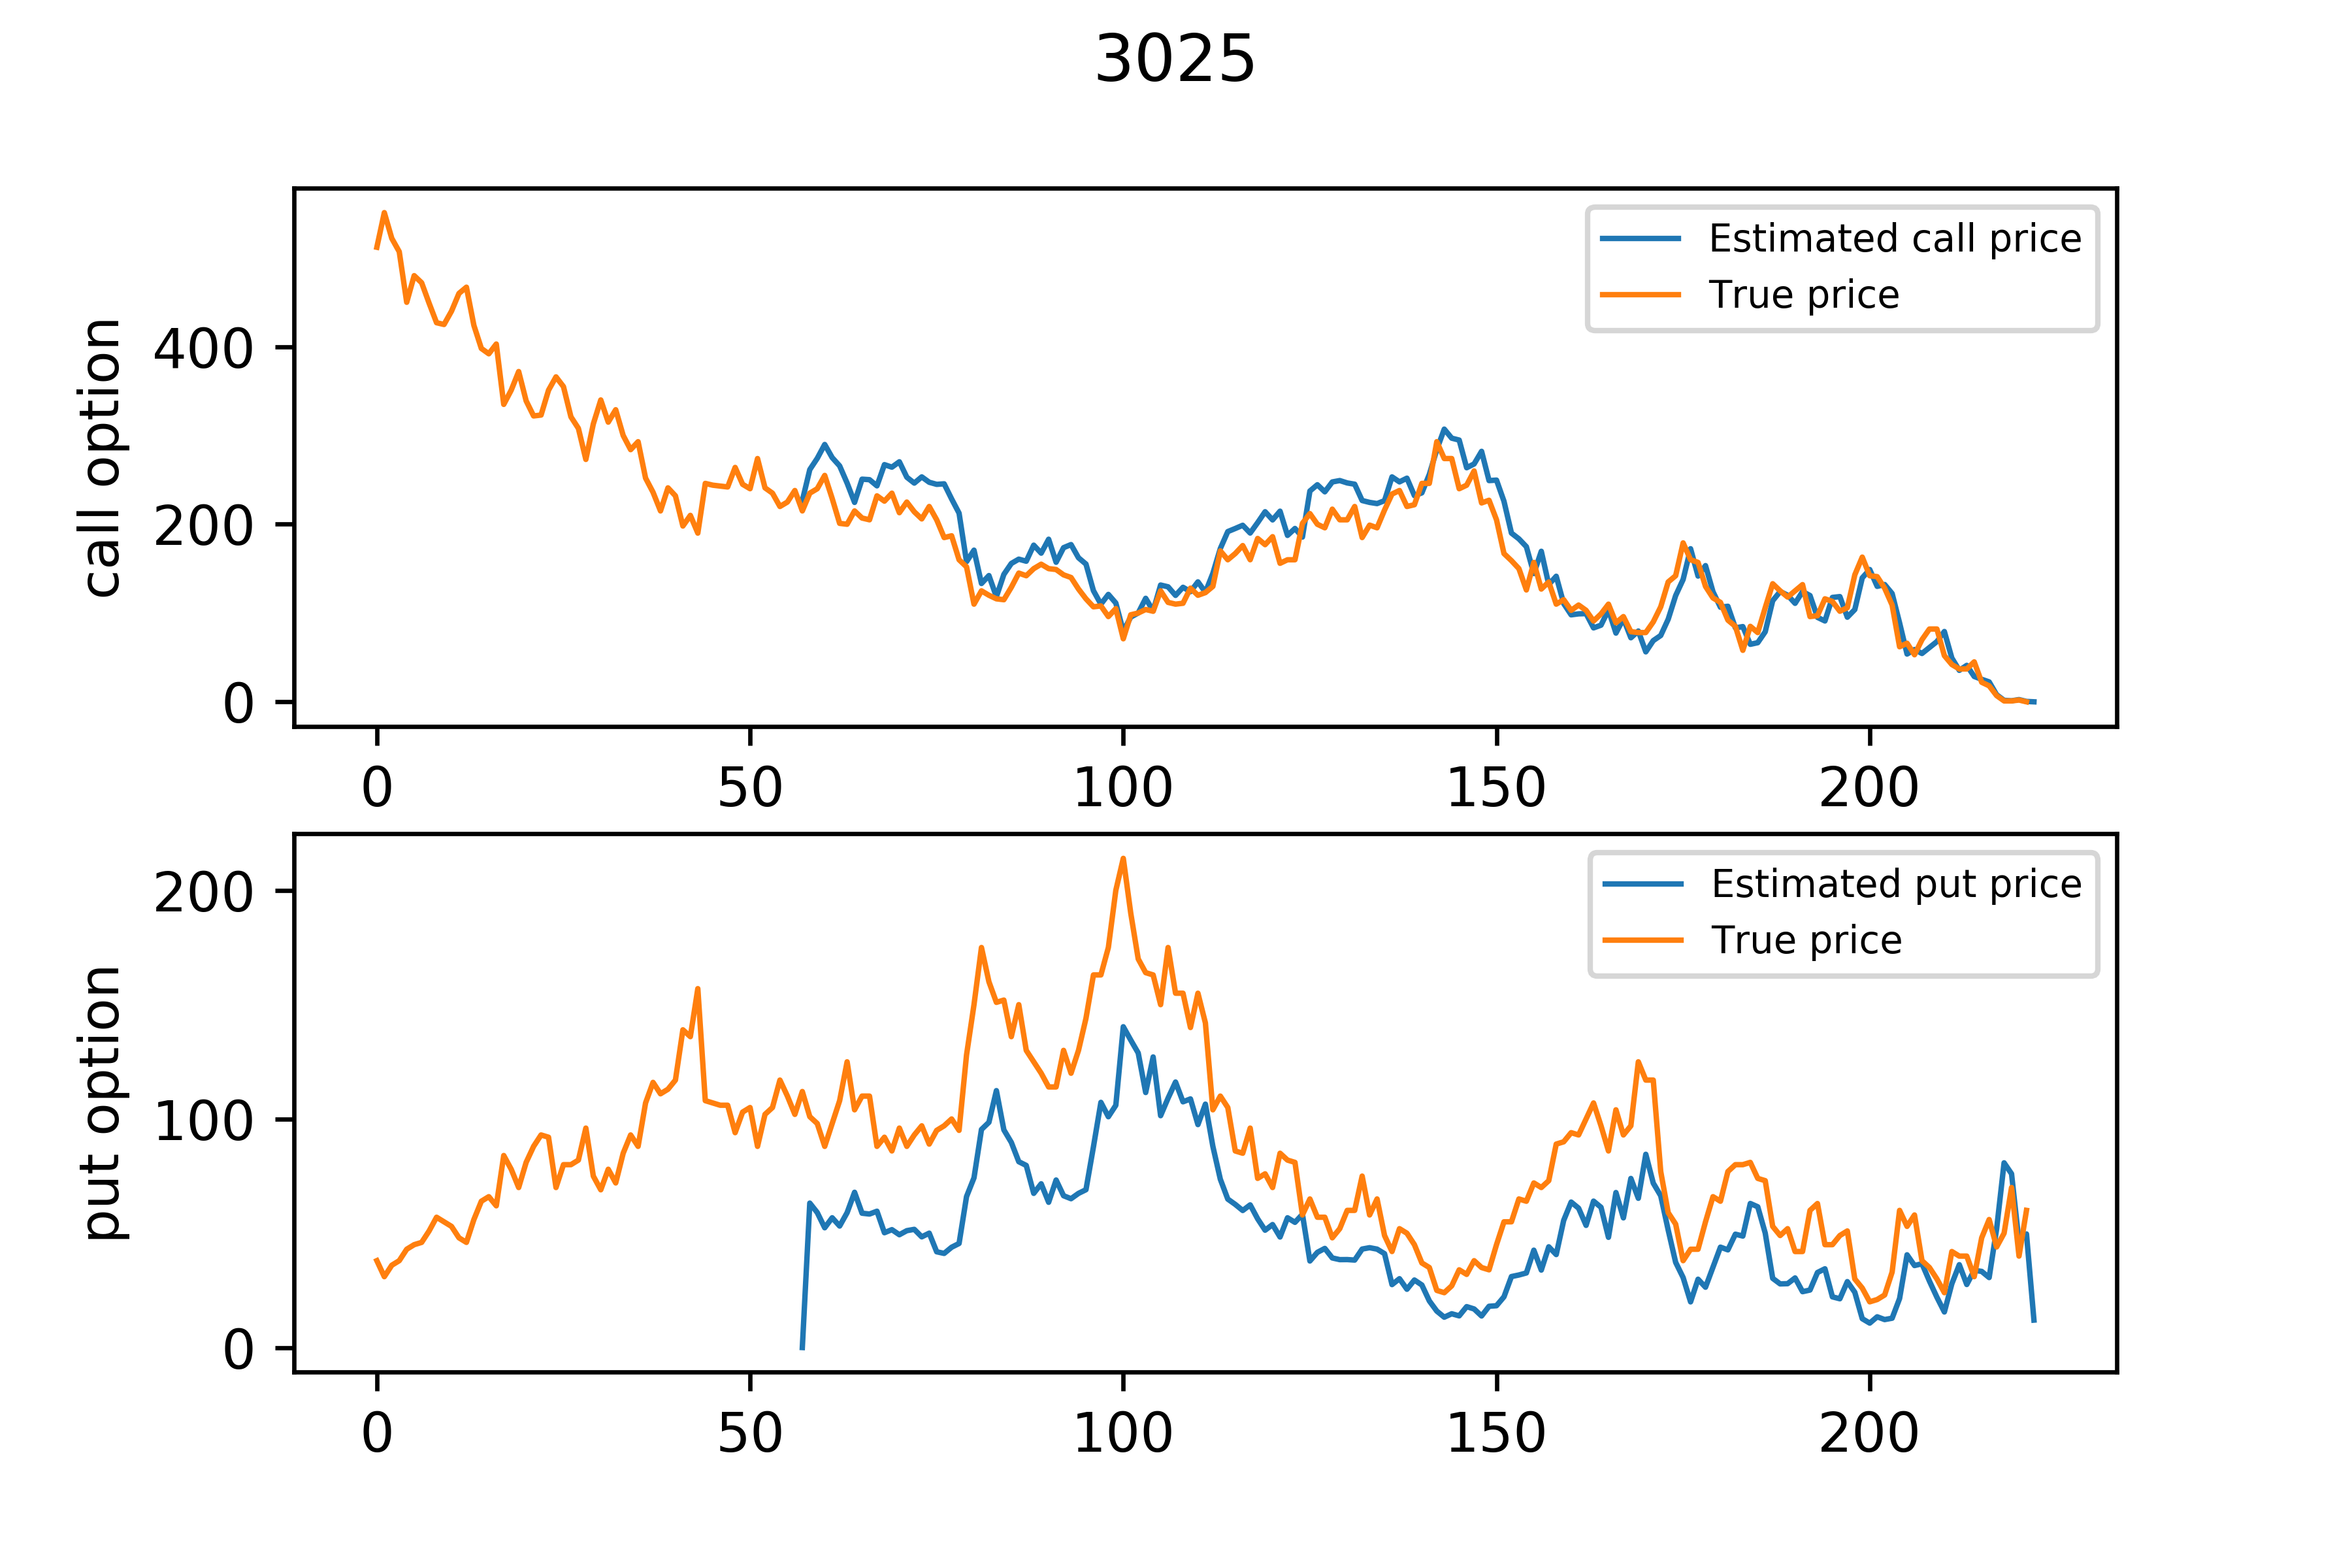 3025
call option
400
200
0
Estimated call price
True price
0 50 100 150 200
put option
200
100
0
Estimated put price
True price
0 50 100 150 200